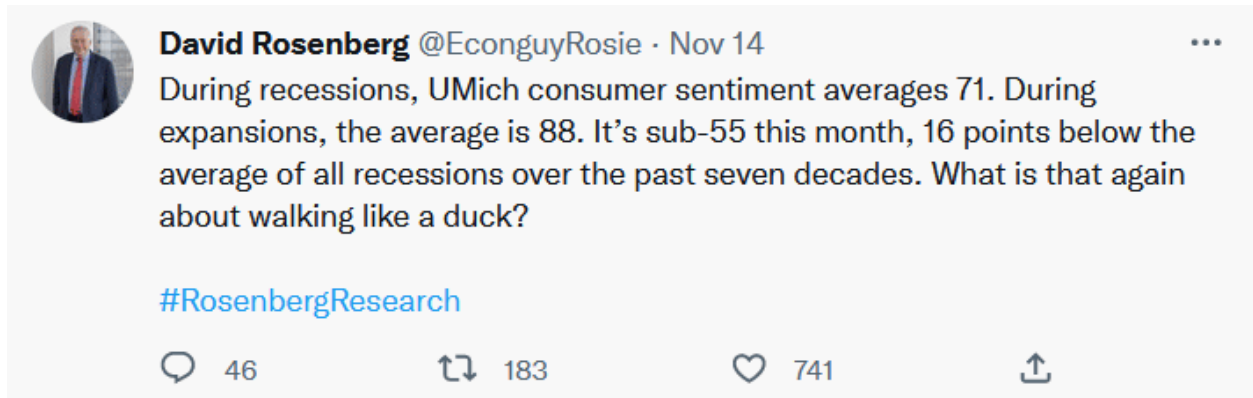 David Rosenberg @EconguyRosie · Nov 14
During recessions, UMich consumer sentiment averages 71. During
expansions, the average is 88. It’s sub-55 this month, 16 points below the
average of all recessions over the past seven decades. What is that again
about walking like a duck?
#RosenbergResearch
46 183 741